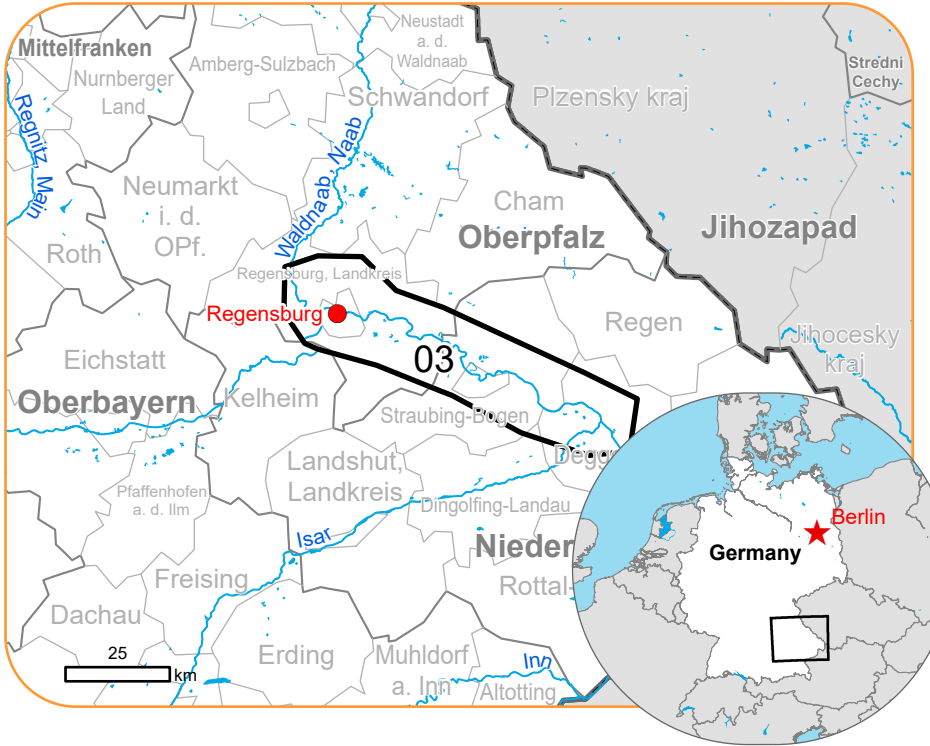 Neustadt
a. d.
Waldnaab
Mittelfranken
Nurnberger
Land
Amberg-Sulzbach
Stredni
Cechy
Schwandorf
Plzensky kraj
Regnitz, Main
Waldnaab, Naab
Neumarkt
i. d.
OPf.
Cham
Oberpfalz
Jihozapad
Roth
Regensburg, Landkreis
Regensburg
Regen
Jihocesky
kraj
Eichstatt
03
Oberbayern
Kelheim
Straubing-Bogen
Degg
Landshut,
Landkreis
Pfaffenhofen
a. d. Ilm
Dingolfing-Landau
Isar
Nieder
Rottal-
Freising
Dachau
Erding
Muhldorf
a. Inn
Inn
Altotting
25
km
Berlin
Germany